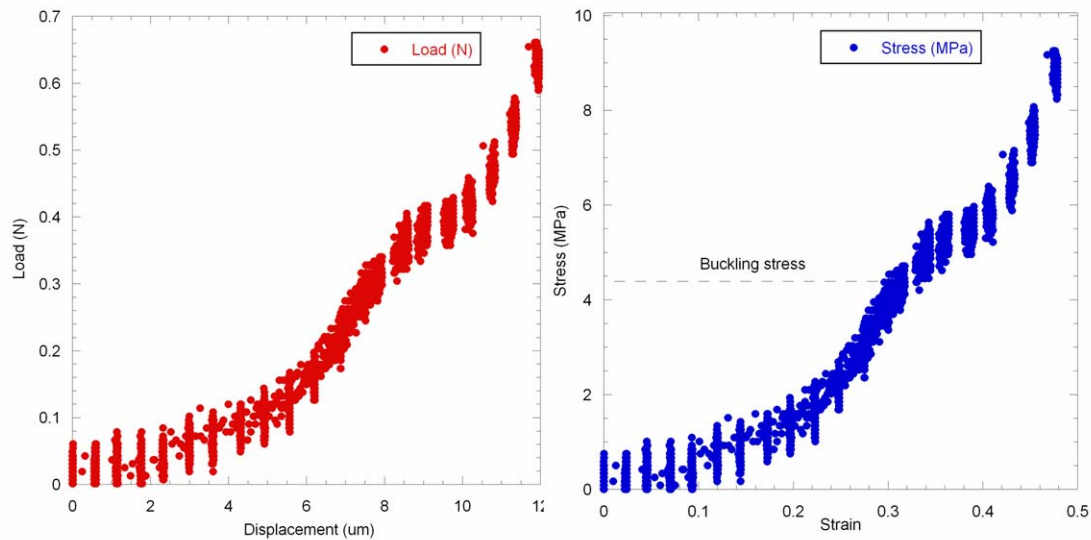 Load (N)
0.7
0.6
0.5
0.4
0.3
0.2
0.1
0
Load (N)
0 2 4 6 8 10 12
Displacement (um)
Stress (MPa)
10
8
6
4
2
0
Stress (MPa)
Buckling stress
0 0.1 0.2 0.3 0.4 0.5
Strain